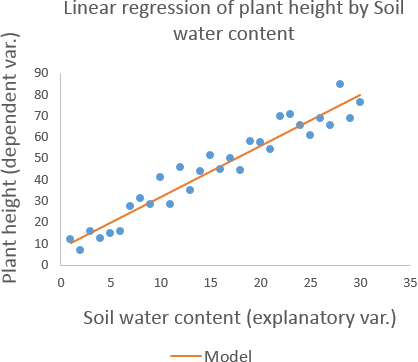 Linear regression of plant height by Soil
water content
Plant height (dependent var.)
90
80
70
60
50
40
30
20
10
0
0 5 10 15 20 25 30 35
Soil water content (explanatory var.)
Model